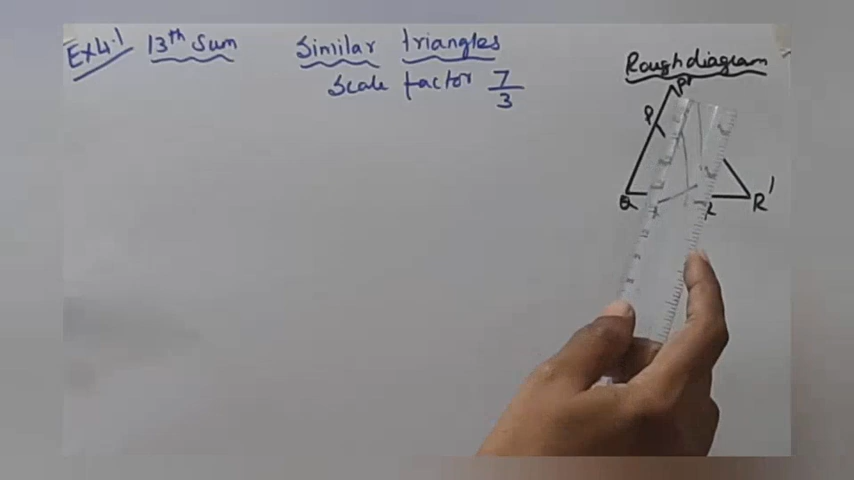 Ex4.1 13th Sum
Similar triangles
Scale factor 7/3
Rough diagram
P'
P
Q
R
R'